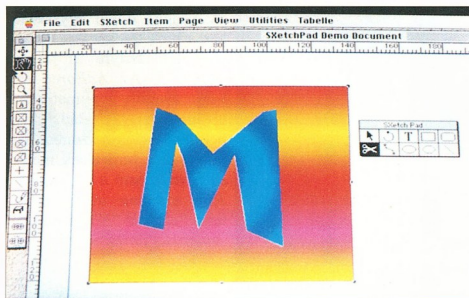 File Edit SXetch Item Page View Utilities Tabelle
SXetchPad Demo Document
20 40 60 80 100 120 140 160 180
SXetch Pad
A
T
M